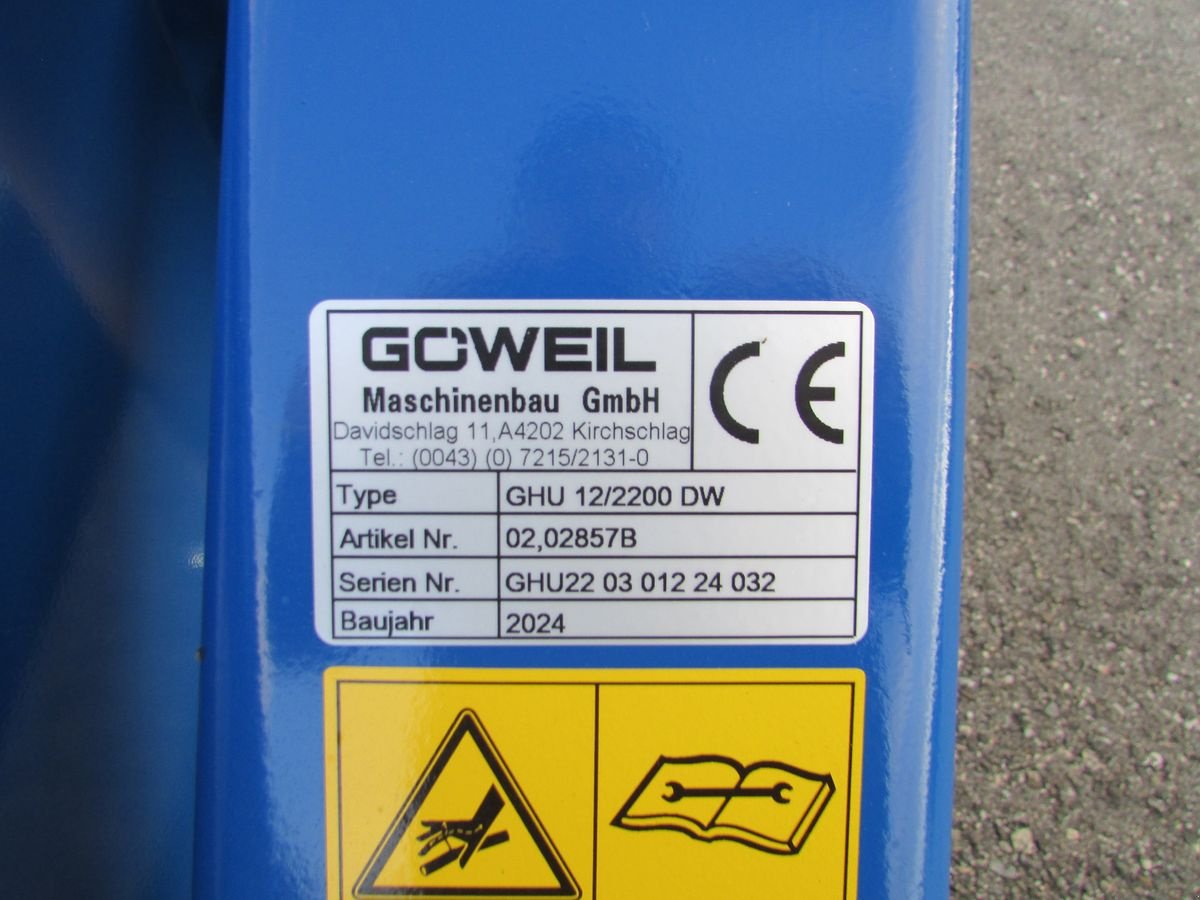 GÖWEIL
Maschinenbau GmbH
Davidschlag 11,A4202 Kirchschlag
Tel.: (0043) (0) 7215/2131-0
CE
Type GHU 12/2200 DW
Artikel Nr. 02,02857B
Serien Nr. GHU22 03 012 24 032
Baujahr 2024